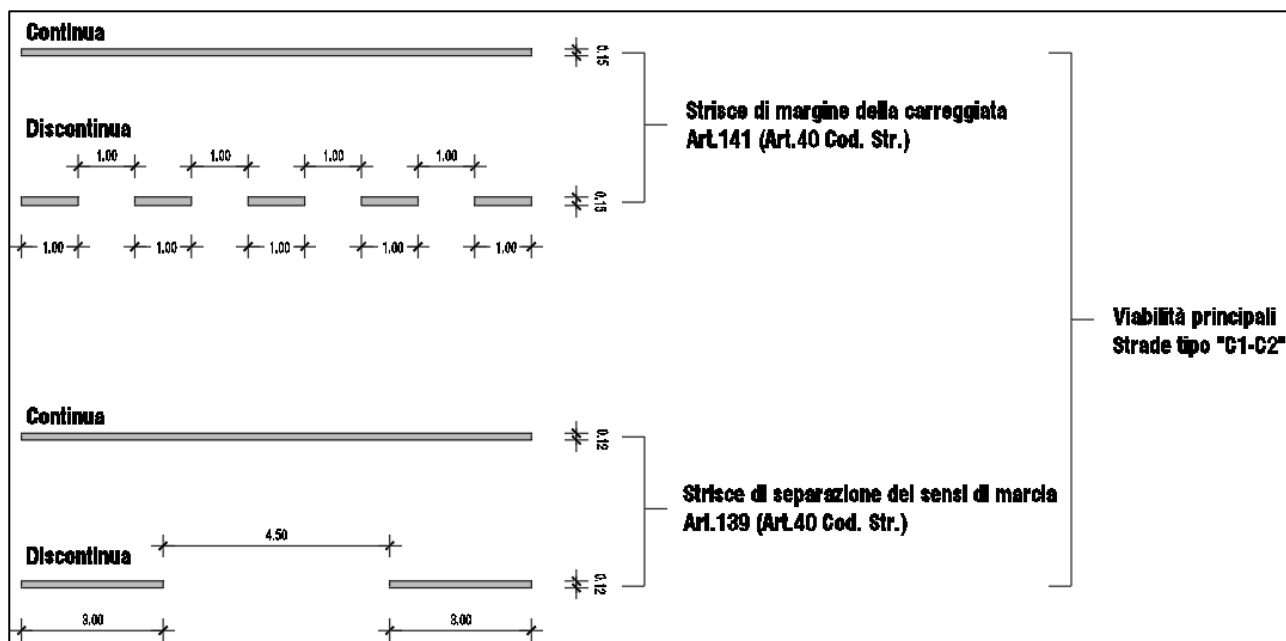 Continua
0.15
Strisce di margine della carreggiata
Art.141 (Art.40 Cod. Str.)
Discontinua
1.00 1.00 1.00 1.00
0.15
1.00 1.00 1.00 1.00 1.00
Viabilità principali
Strade tipo "C1-C2"
Continua
0.12
Strisce di separazione dei sensi di marcia
Art.139 (Art.40 Cod. Str.)
4.50
Discontinua
0.12
3.00 3.00